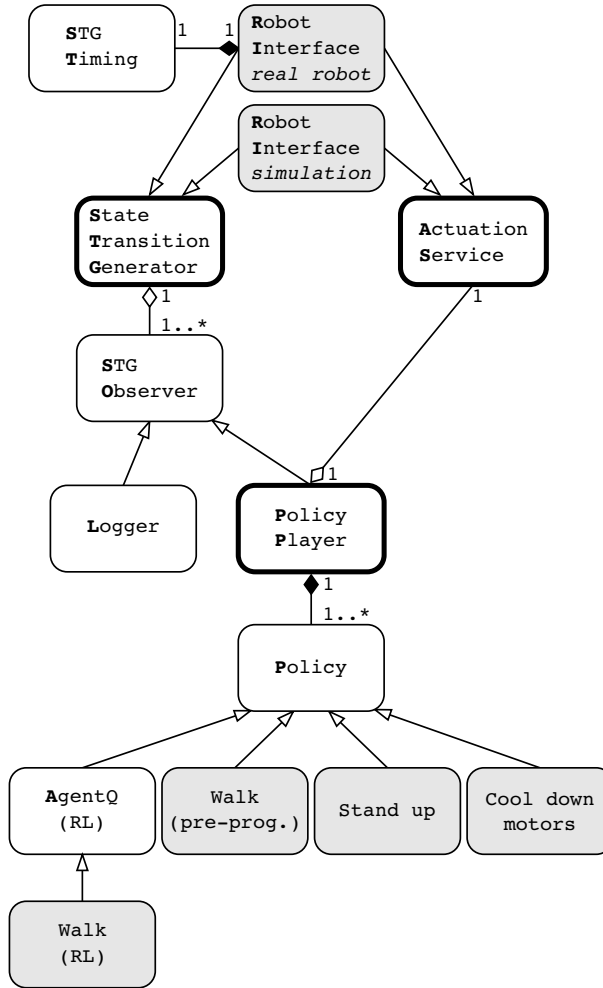 STG
Timing
1
1
Robot
Interface
real robot
Robot
Interface
simulation
State
Transition
Generator
Actuation
Service
1
1
1..*
STG
Observer
1
Logger
Policy
Player
1
1..*
Policy
AgentQ
(RL)
Walk
(pre-prog.)
Stand up
Cool down
motors
Walk
(RL)